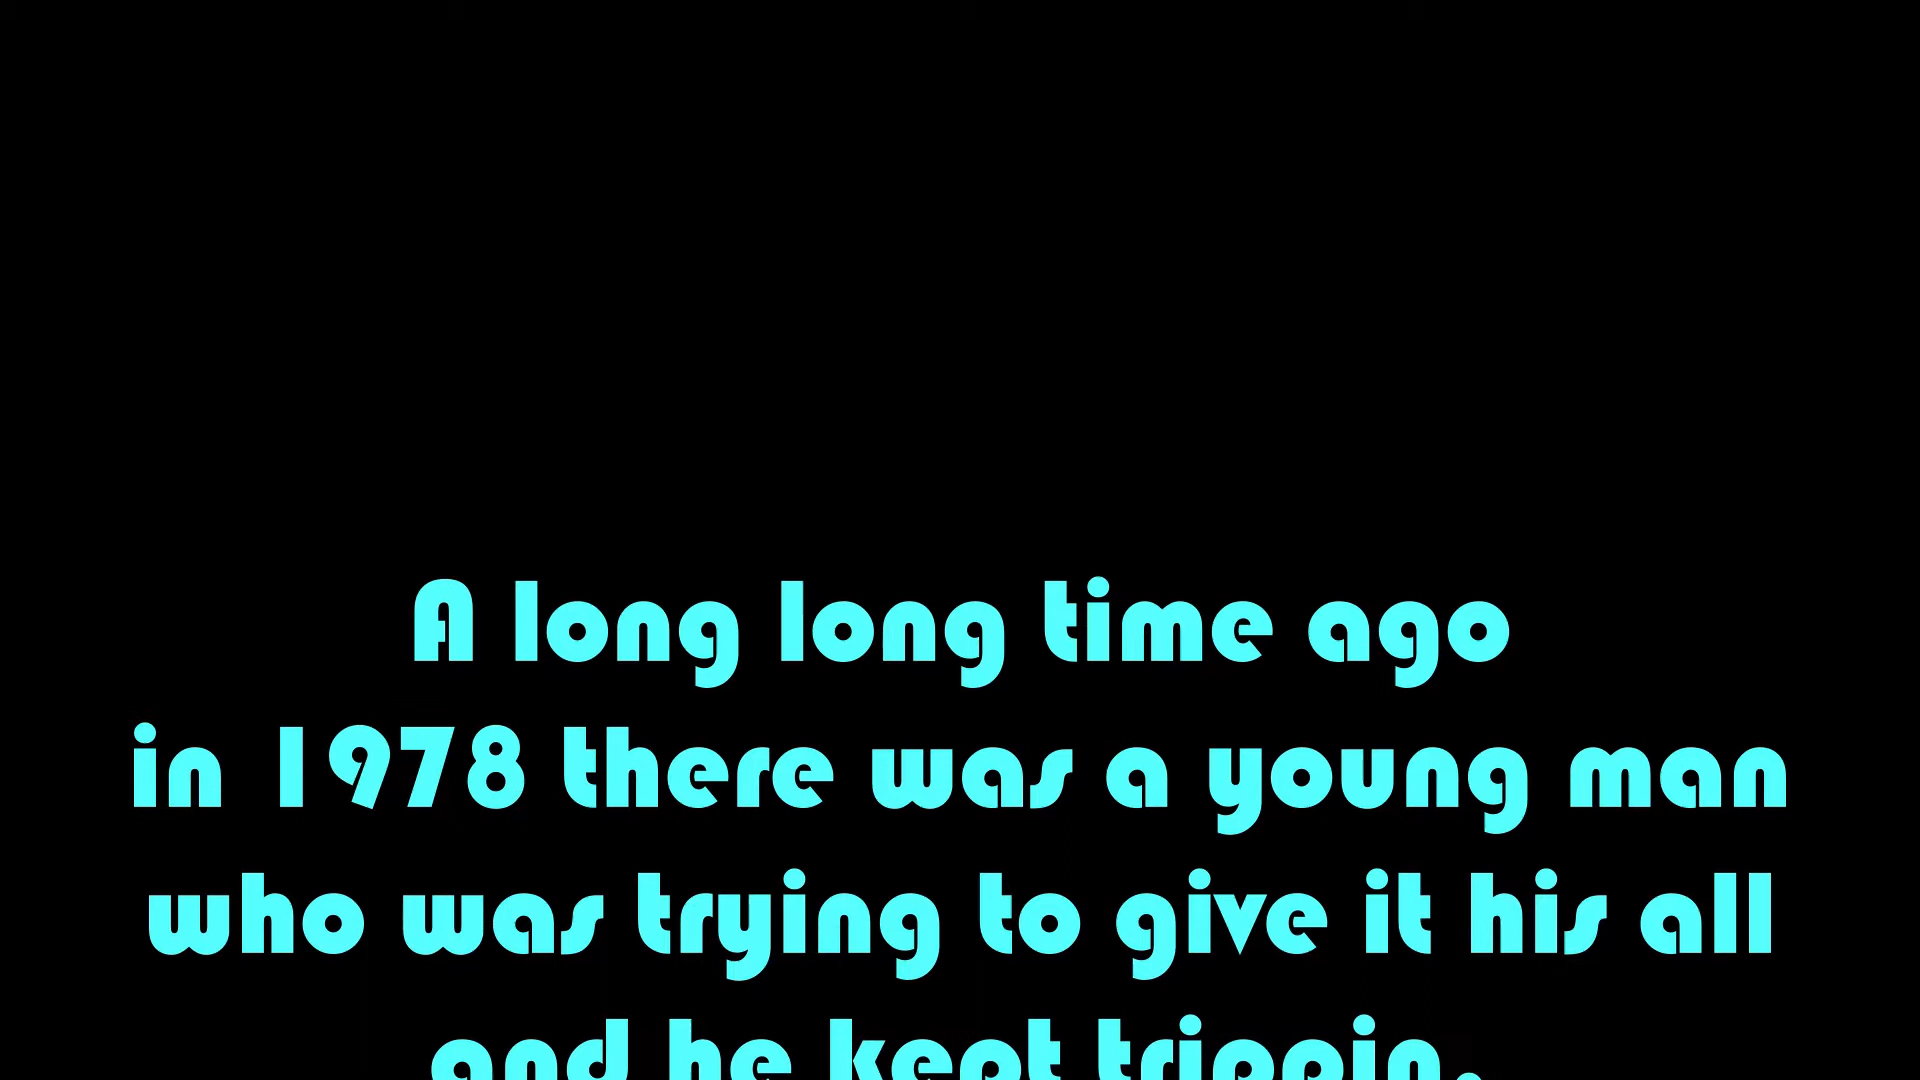 A long long time ago
in 1978 there was a young man
who was trying to give it his all
and he kept trippin.